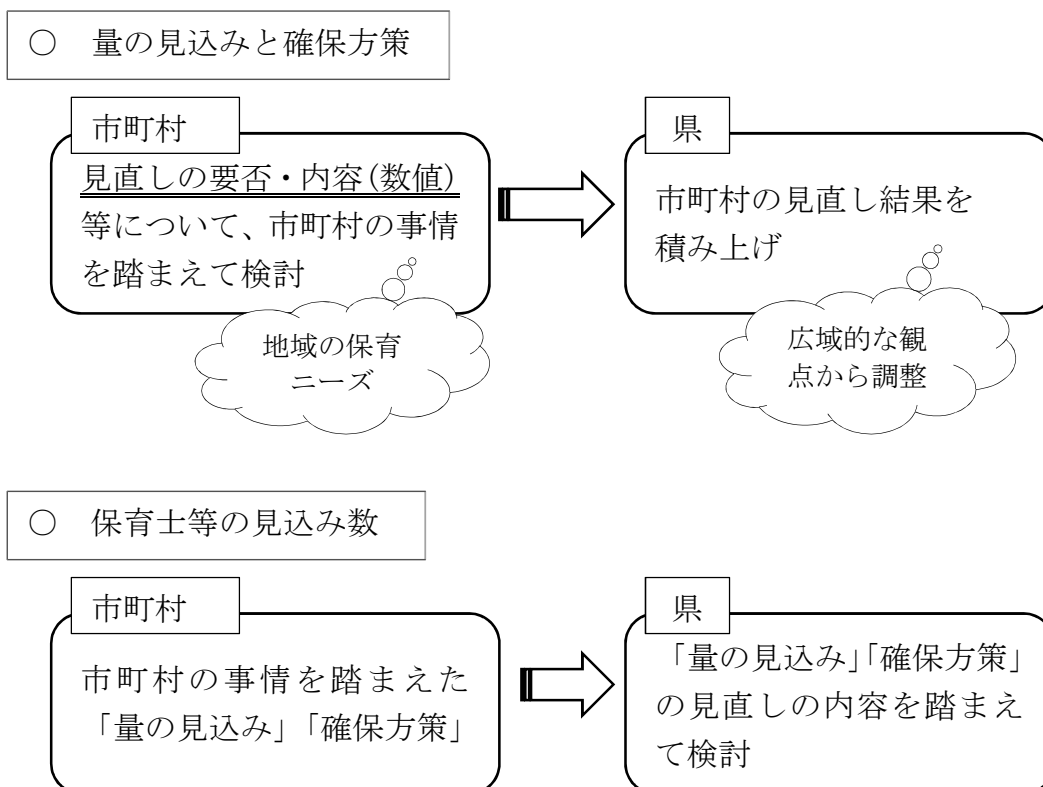 ○　量の見込みと確保方策
市町村
見直しの要否・内容(数値)
等について、市町村の事情
を踏まえて検討
地域の保育
ニーズ
県
市町村の見直し結果を
積み上げ
広域的な観
点から調整
○　保育士等の見込み数
市町村
市町村の事情を踏まえた
「量の見込み」「確保方策」
県
「量の見込み」「確保方策」
の見直しの内容を踏まえ
て検討